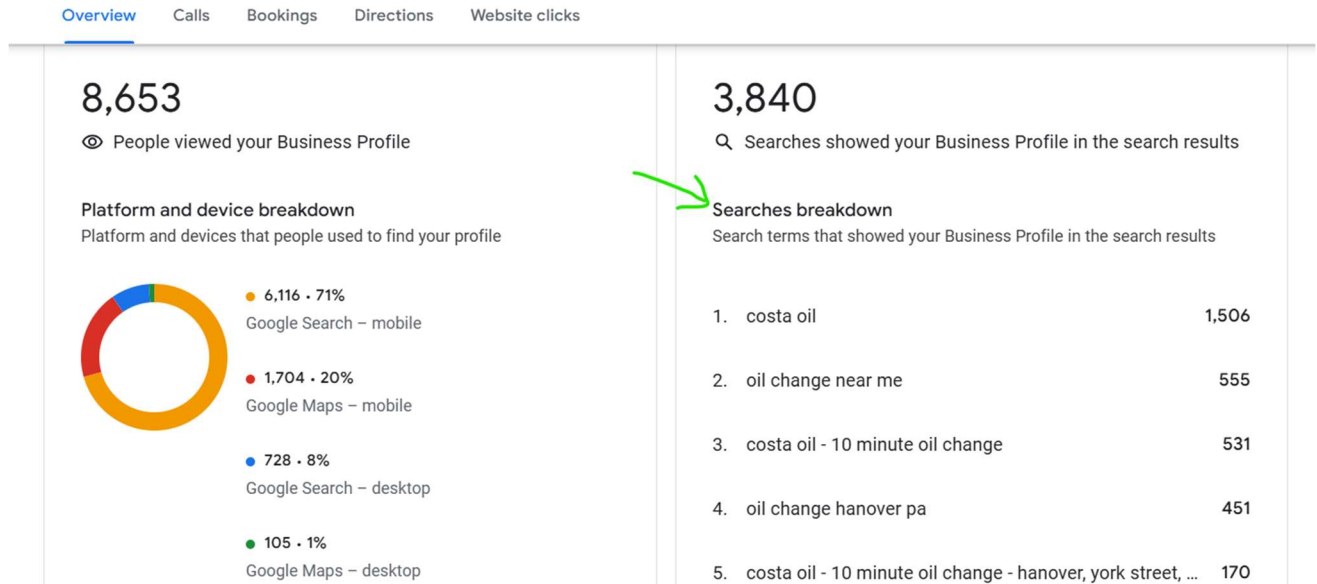 Overview Calls Bookings Directions Website clicks
8,653
People viewed your Business Profile
Platform and device breakdown
Platform and devices that people used to find your profile
6,116 • 71%
Google Search – mobile
1,704 • 20%
Google Maps – mobile
728 • 8%
Google Search – desktop
105 • 1%
Google Maps – desktop
3,840
Searches showed your Business Profile in the search results
Searches breakdown
Search terms that showed your Business Profile in the search results
1. costa oil 1,506
2. oil change near me 555
3. costa oil - 10 minute oil change 531
4. oil change hanover pa 451
5. costa oil - 10 minute oil change - hanover, york street, ... 170